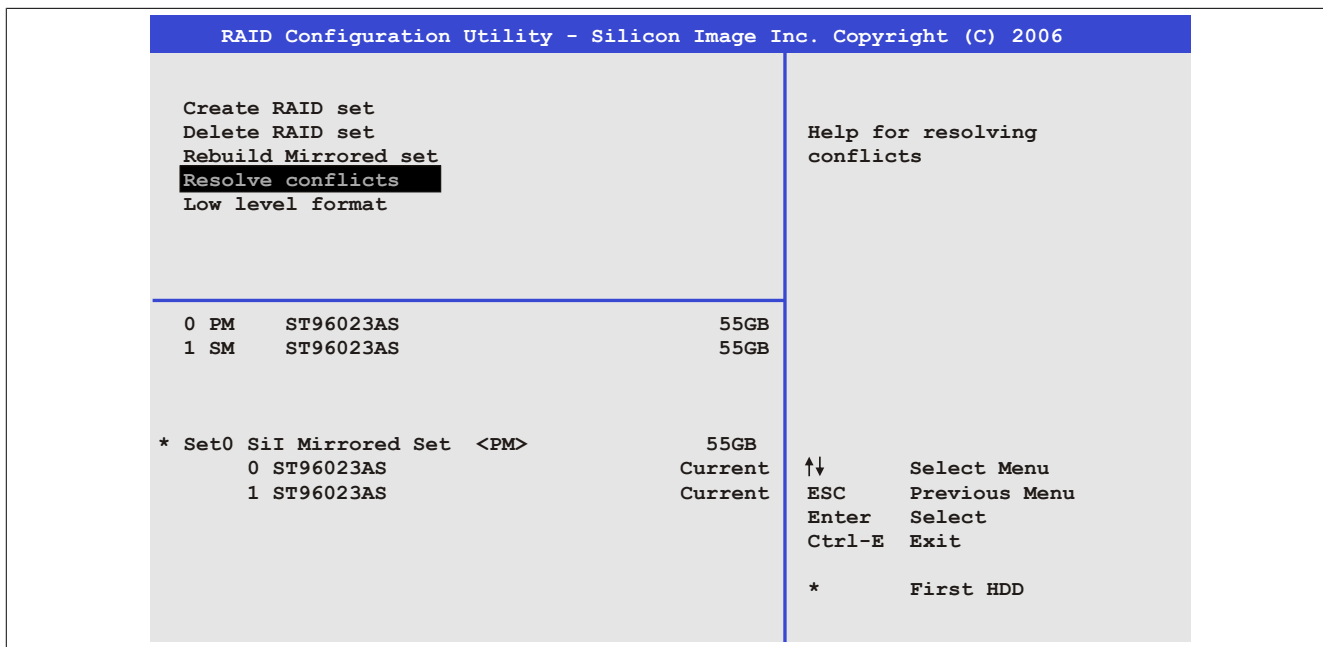 RAID Configuration Utility - Silicon Image Inc. Copyright (C) 2006
Create RAID set
Delete RAID set
Rebuild Mirrored set
Resolve conflicts
Low level format
Help for resolving
conflicts
0 PM ST96023AS 55GB
1 SM ST96023AS 55GB
* Set0 SiI Mirrored Set <PM> 55GB
0 ST96023AS Current
1 ST96023AS Current
↑↓ Select Menu
ESC Previous Menu
Enter Select
Ctrl-E Exit
* First HDD